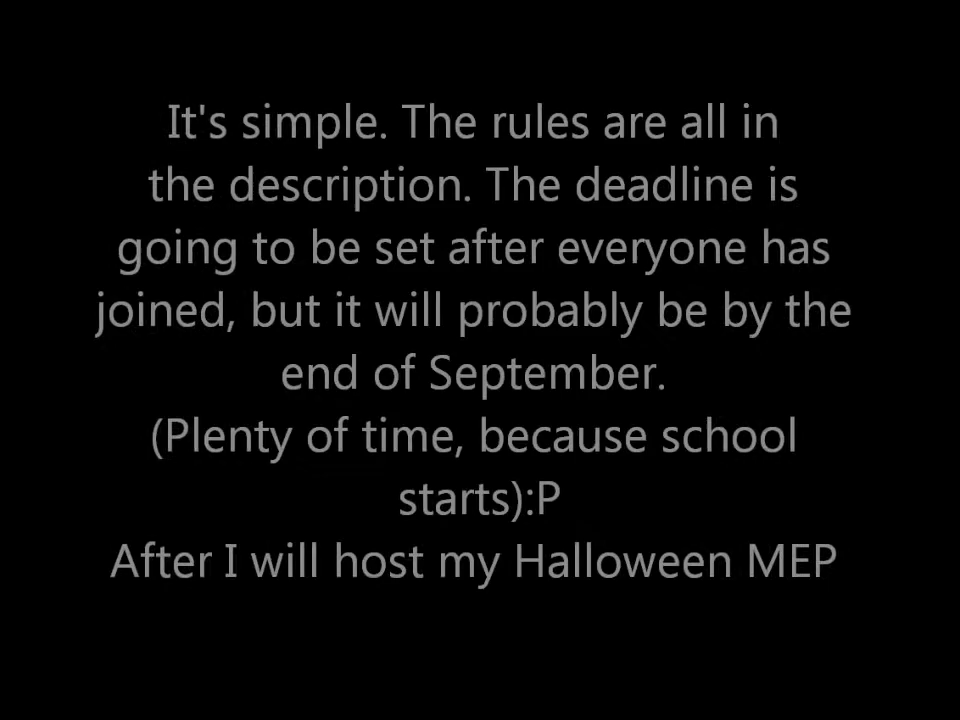 It's simple. The rules are all in
the description. The deadline is
going to be set after everyone has
joined, but it will probably be by the
end of September.
(Plenty of time, because school
starts):P
After I will host my Halloween MEP